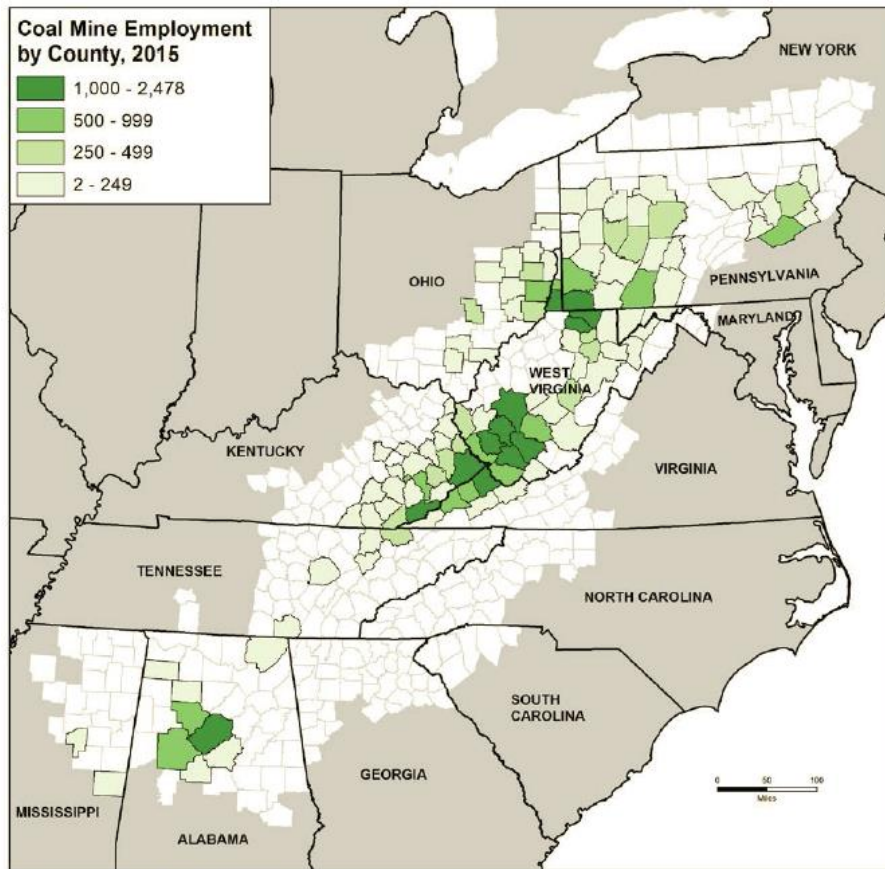 Coal Mine Employment
by County, 2015
1,000 - 2,478
500 - 999
250 - 499
2 - 249
NEW YORK
PENNSYLVANIA
OHIO
MARYLAND
WEST
VIRGINIA
KENTUCKY
VIRGINIA
TENNESSEE
NORTH CAROLINA
SOUTH
CAROLINA
GEORGIA
MISSISSIPPI
ALABAMA
0 50 100
Miles